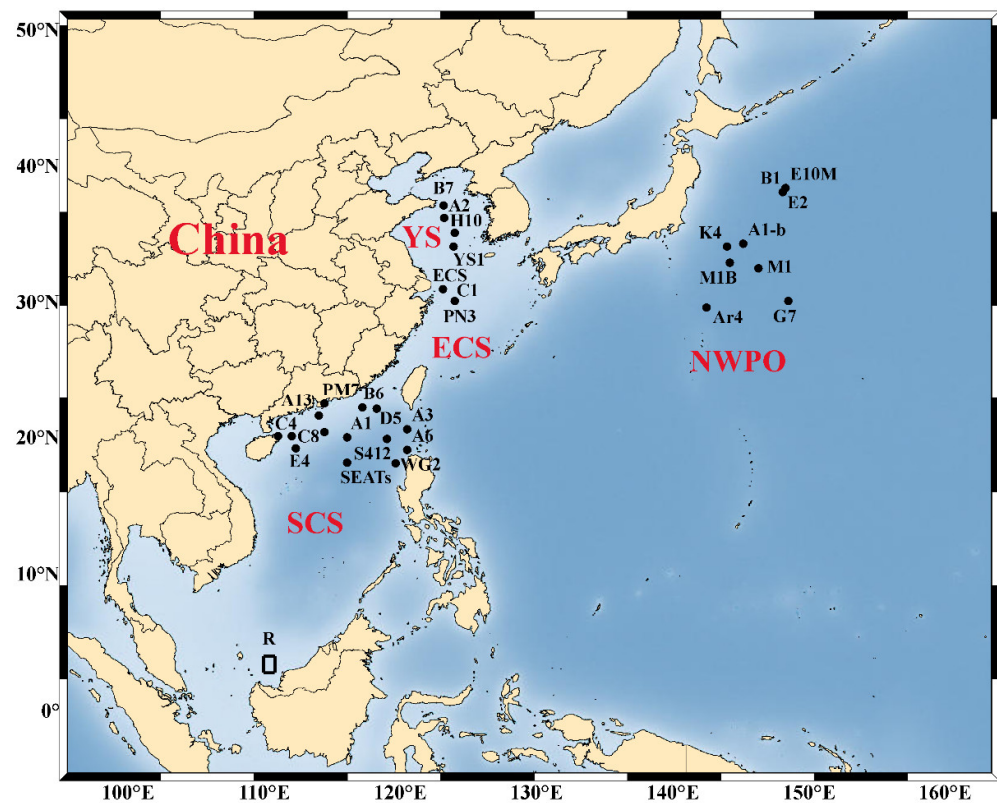 50°N
40°N
30°N
20°N
10°N
0°
B1 E10M
E2
B7
A2
H10
China
YS
K4
A1-b
YS1
M1B
M1
ECS
C1
PN3
Ar4
G7
ECS
NWPO
PM7
B6
A13
D5
A3
C4
C8
A1
A6
E4
S412
WG2
SEATs
SCS
R
100°E 110°E 120°E 130°E 140°E 150°E 160°E